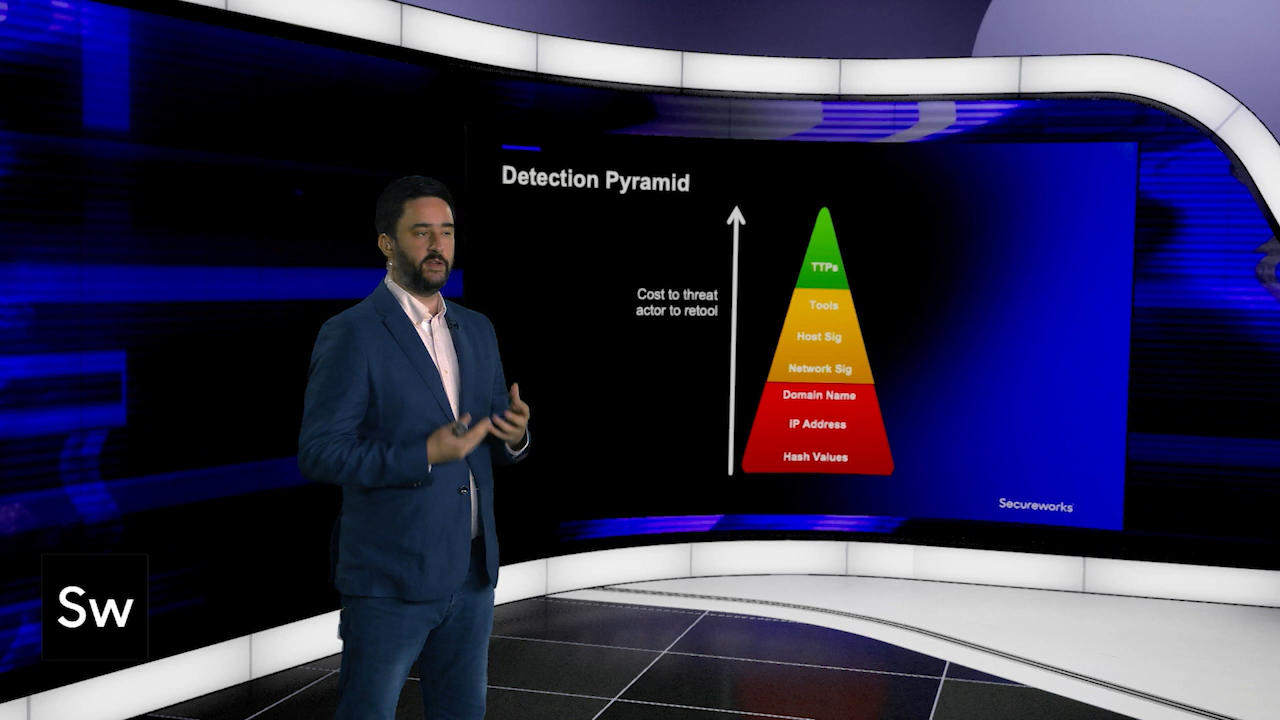 Detection Pyramid
Cost to threat
actor to retool
TTPs
Tools
Host Sig
Network Sig
Domain Name
IP Address
Hash Values
Secureworks
Sw